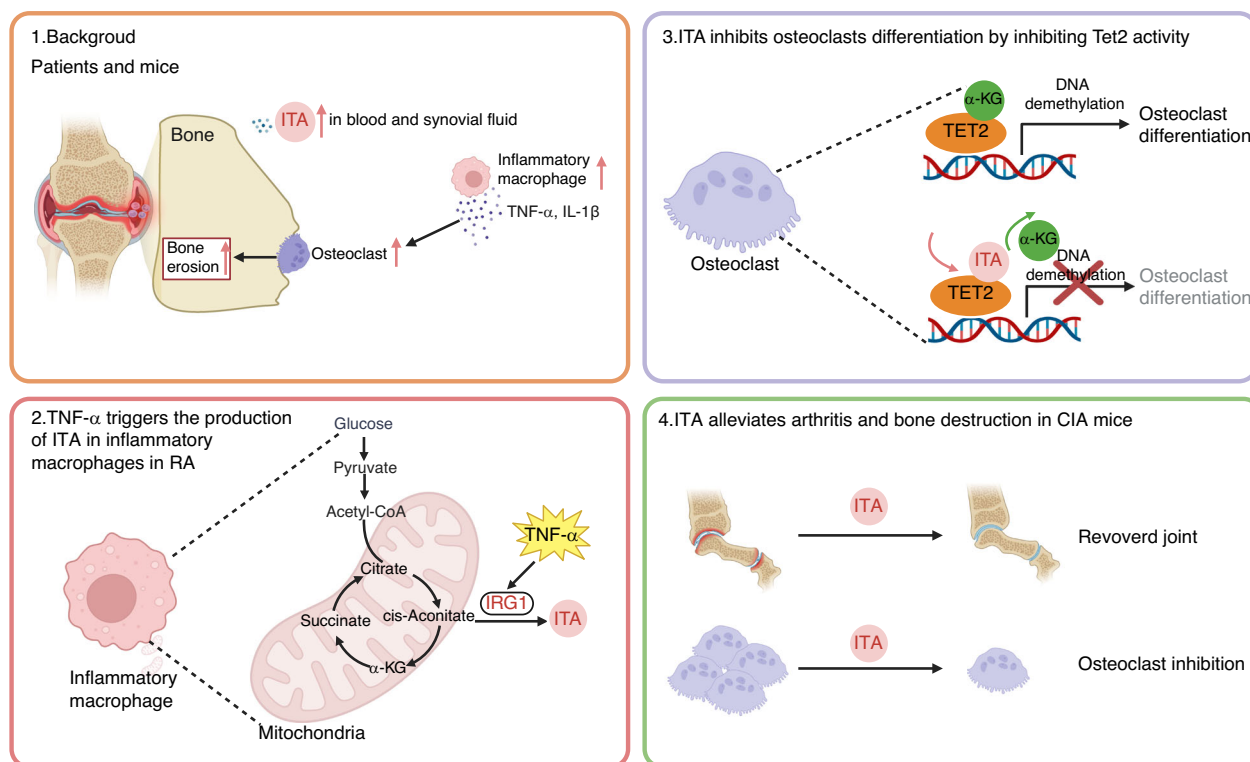 1.Backgroud
Patients and mice
Bone
ITA
in blood and synovial fluid
Inflammatory
macrophage
TNF-α, IL-1β
Osteoclast
Bone
erosion
2.TNF-α triggers the production
of ITA in inflammatory
macrophages in RA
Glucose
Pyruvate
Acetyl-CoA
Citrate
cis-Aconitate
α-KG
Succinate
TNF-α
IRG1
ITA
Inflammatory
macrophage
Mitochondria
3.ITA inhibits osteoclasts differentiation by inhibiting Tet2 activity
α-KG
TET2
DNA
demethylation
Osteoclast
differentiation
Osteoclast
ITA
α-KG
TET2
DNA
demethylation
Osteoclast
differentiation
4.ITA alleviates arthritis and bone destruction in CIA mice
ITA
Revoverd joint
ITA
Osteoclast inhibition